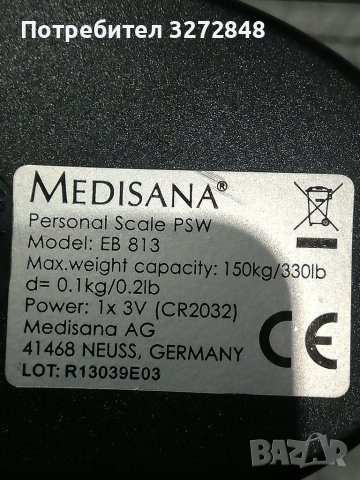 Потребител 3272848
MEDISANA®
Personal Scale PSW
Model: EB 813
Max.weight capacity: 150kg/330lb
d= 0.1kg/0.2lb
Power: 1x 3V (CR2032)
Medisana AG
41468 NEUSS, GERMANY
LOT: R13039E03
CE
BAZAR